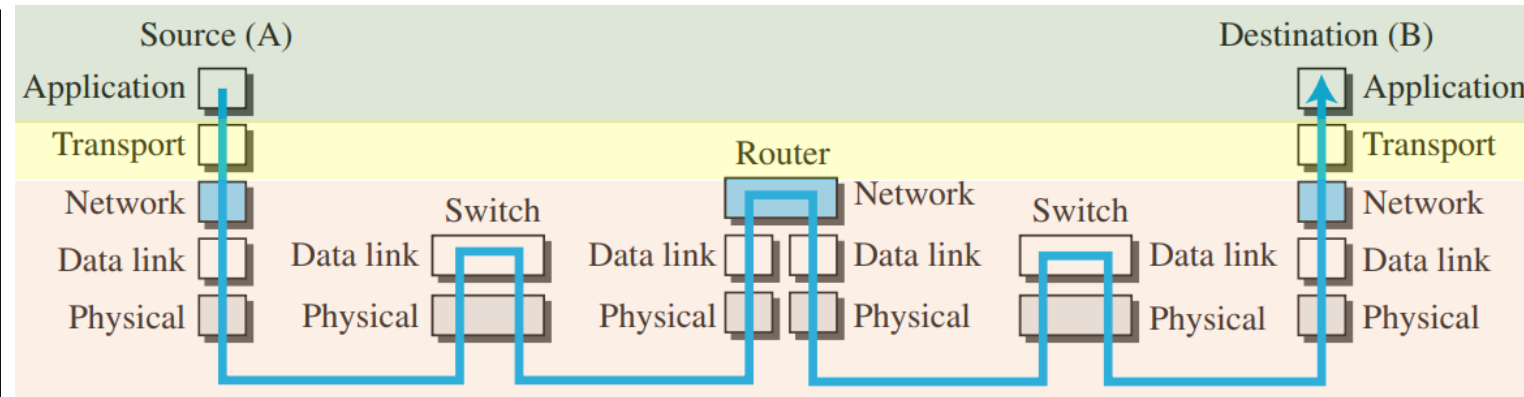 Source (A)
Destination (B)
Application
Application
Transport
Transport
Router
Network
Network
Network
Switch
Switch
Data link
Data link
Data link
Data link
Data link
Data link
Physical
Physical
Physical
Physical
Physical
Physical